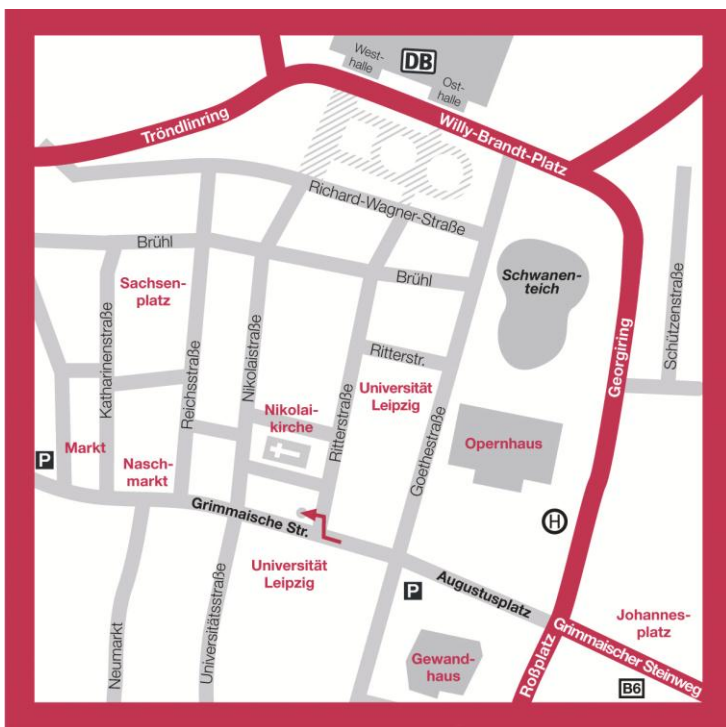 West-
halle
DB
Ost-
halle
Tröndlinring
Willy-Brandt-Platz
Richard-Wagner-Straße
Brühl
Brühl
Schwanen-
teich
Sachsen-
platz
Schützenstraße
Georgiring
Katharinenstraße
Reichsstraße
Nikolaistraße
Ritterstr.
Universität
Leipzig
Goethestraße
Nikolai-
kirche
Ritterstraße
Opernhaus
Markt
P
Nasch-
markt
Grimmaische Str.
H
Universität
Leipzig
Augustusplatz
P
Neumarkt
Universitätsstraße
Johannes-
platz
Grimmaischer Steinweg
Roßplatz
Gewand-
haus
B6